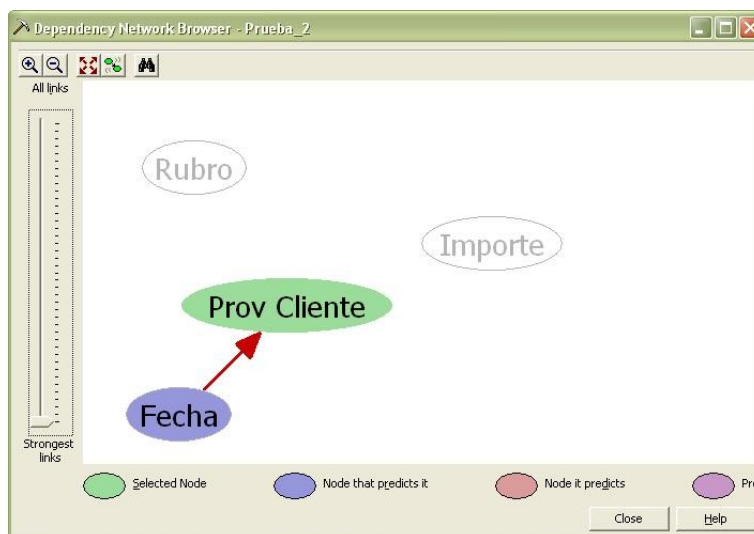 Dependency Network Browser - Prueba_2
All links
Rubro
Importe
Prov Cliente
Fecha
Strongest
links
Selected Node
Node that predicts it
Node it predicts
Close
Help